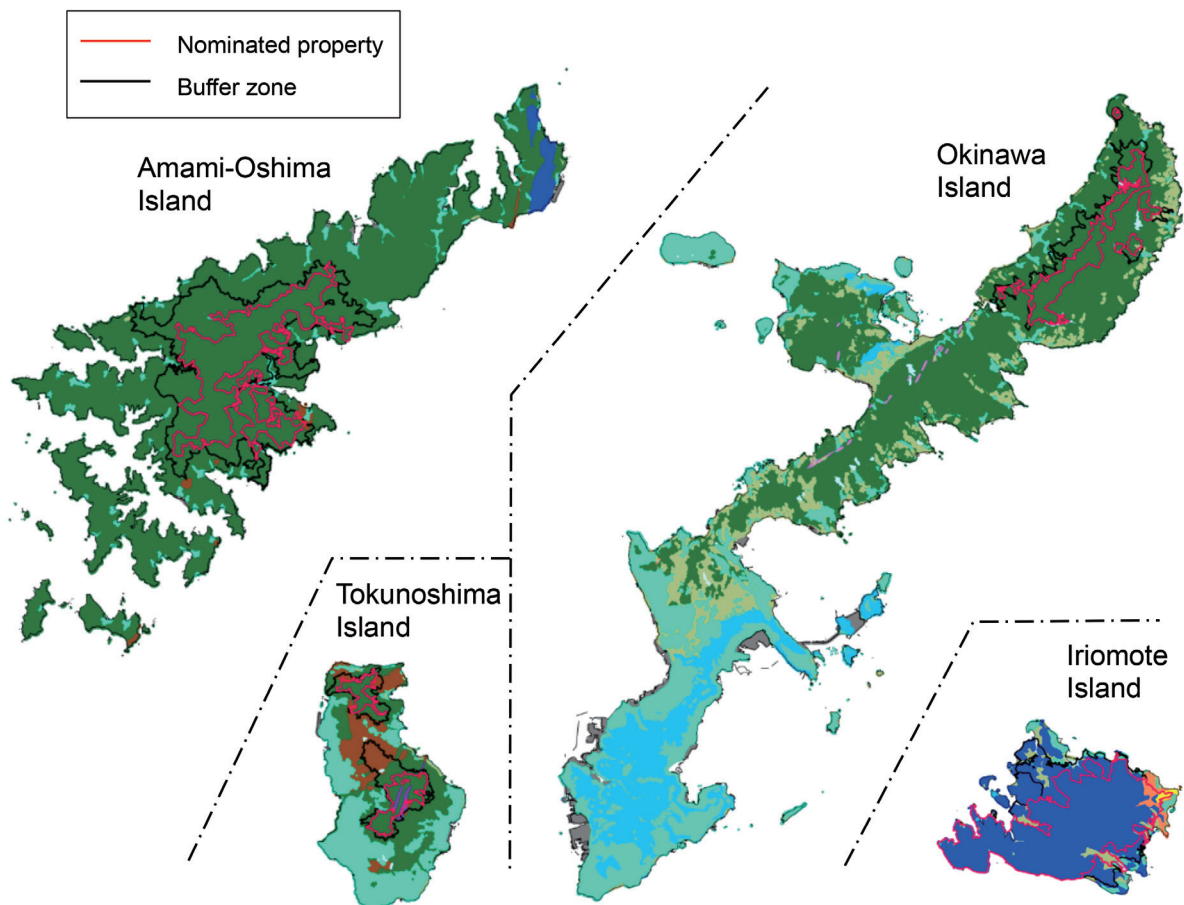 Nominated property
Buffer zone
Amami-Oshima
Island
Okinawa
Island
Tokunoshima
Island
Iriomote
Island